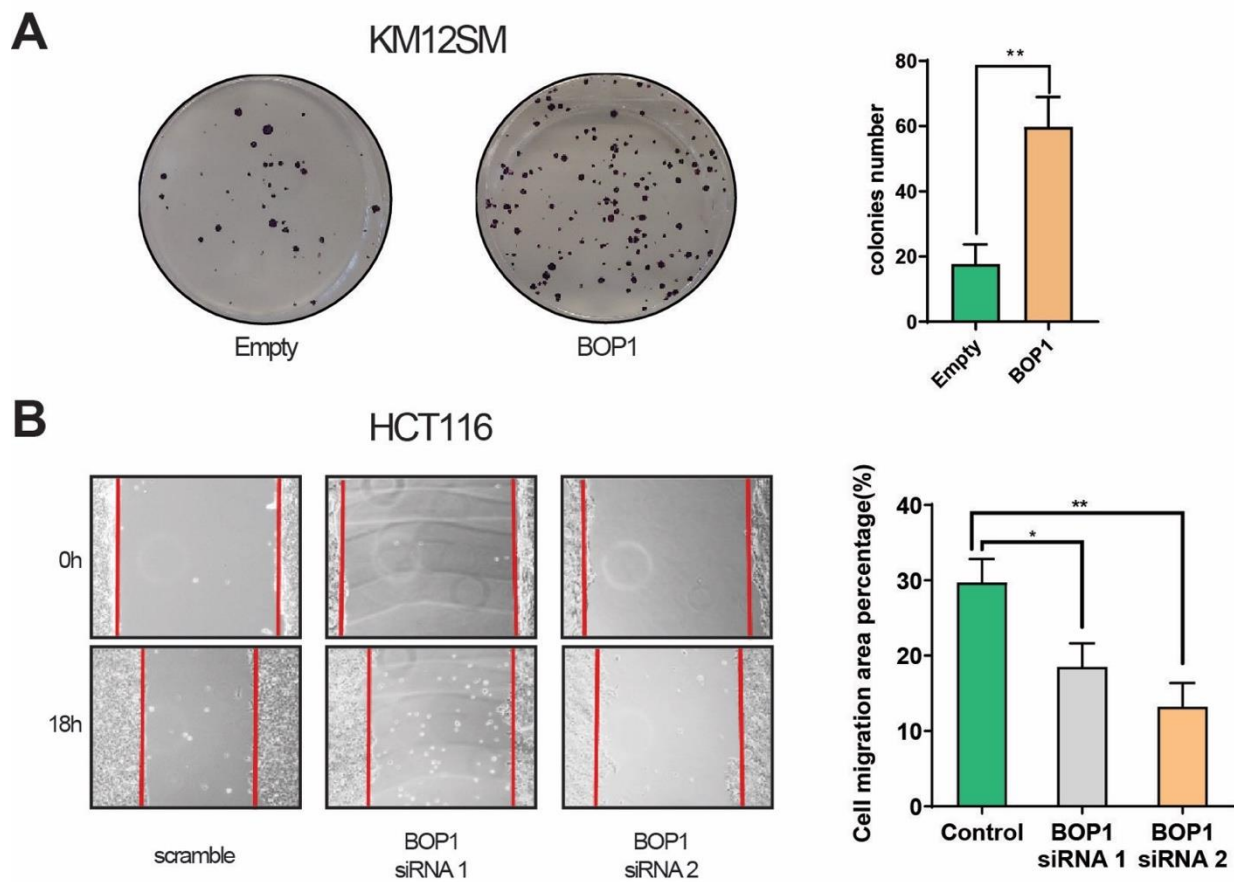 A
KM12SM
Empty
BOP1
colonies number
80
60
40
20
0
**
Empty
BOP1
B
HCT116
0h
18h
scramble
BOP1
siRNA 1
BOP1
siRNA 2
Cell migration area percentage(%)
40
30
20
10
0
**
*
Control
BOP1
siRNA 1
BOP1
siRNA 2